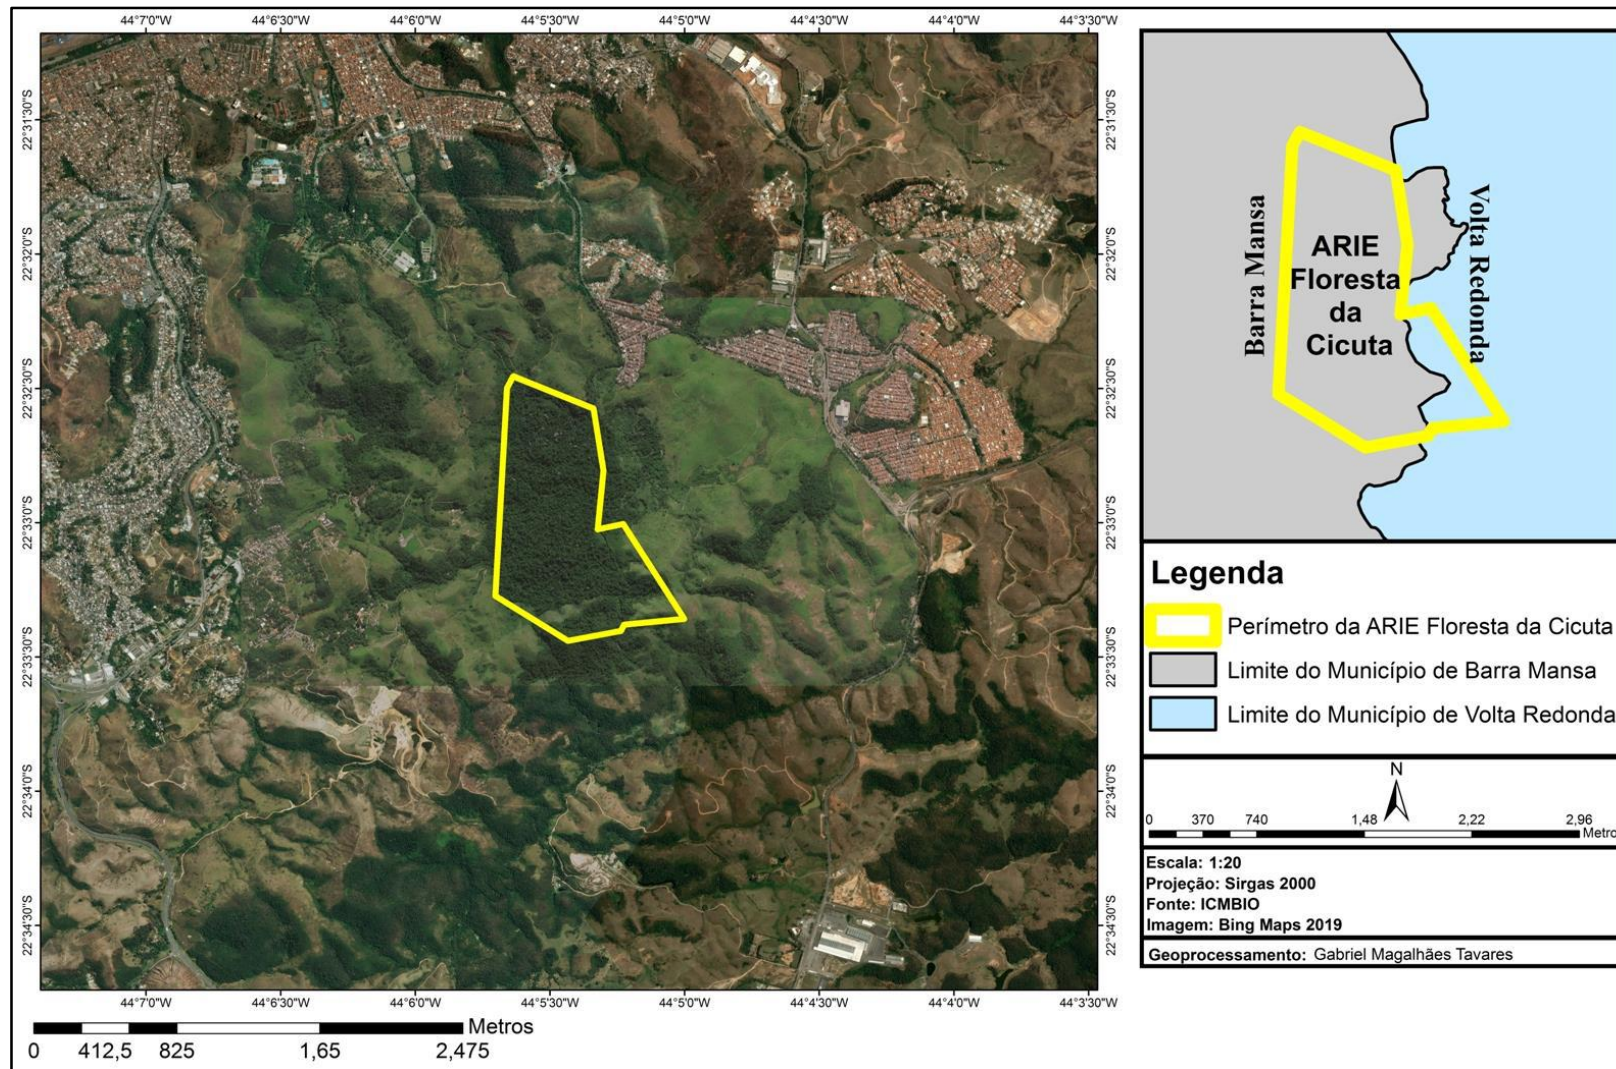 44°7'0"W 44°6'30"W 44°6'0"W 44°5'30"W 44°5'0"W 44°4'30"W 44°4'0"W 44°3'30"W
22°31'30"S 22°31'30"S
22°32'0"S 22°32'0"S
22°32'30"S 22°32'30"S
22°33'0"S 22°33'0"S
22°33'30"S 22°33'30"S
22°34'0"S 22°34'0"S
22°34'30"S 22°34'30"S
44°7'0"W 44°6'30"W 44°6'0"W 44°5'30"W 44°5'0"W 44°4'30"W 44°4'0"W 44°3'30"W
Metros
0 412,5 825 1,65 2,475
Barra Mansa
ARIE
Floresta
da
Cicuta
Volta Redonda
Legenda
Perímetro da ARIE Floresta da Cicuta
Limite do Município de Barra Mansa
Limite do Município de Volta Redonda
N
0 370 740 1,48 2,22 2,96
Metro
Escala: 1:20
Projeção: Sirgas 2000
Fonte: ICMBIO
Imagem: Bing Maps 2019
Geoprocessamento: Gabriel Magalhães Tavares